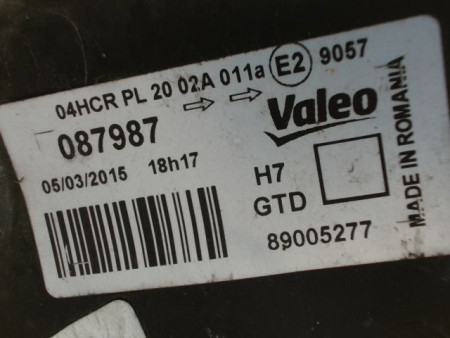 04HCR PL 20 02A 011a E2 9057
087987
Valeo
05/03/2015 18h17
H7
GTD
89005277
MADE IN ROMANIA